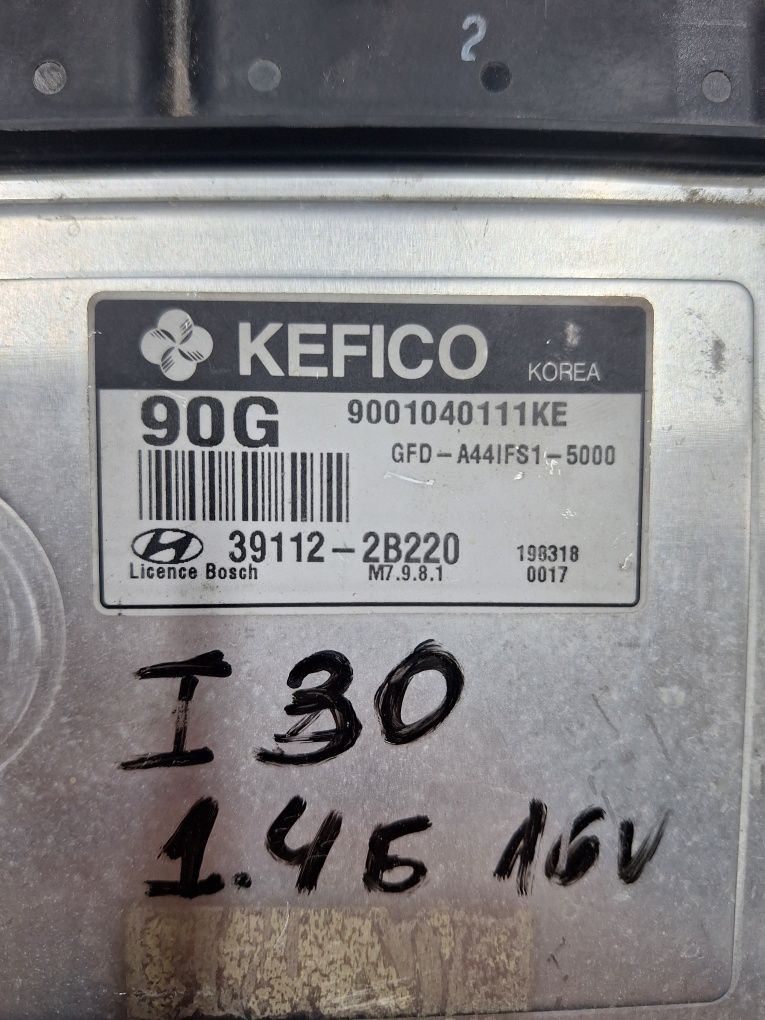 2
KEFICO KOREA
90G 9001040111KE
GFD-A44IFS1-5000
39112-2B220 190318
Licence Bosch M7.9.8.1 0017
I 30
1.4Б 16V